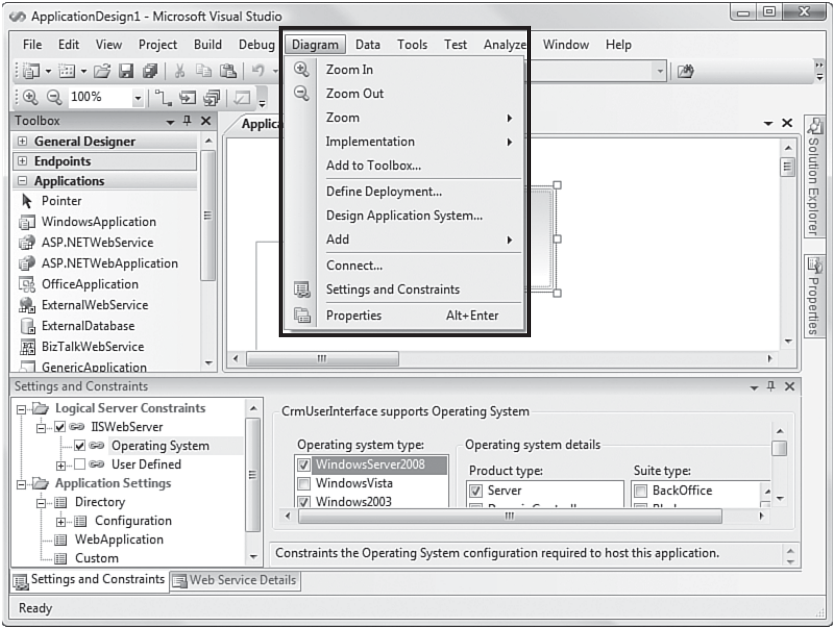 ApplicationDesign1 - Microsoft Visual Studio
File Edit View Project Build Debug Diagram Data Tools Test Analyze Window Help
100%
Zoom In
Zoom Out
Zoom
Implementation
Add to Toolbox...
Define Deployment...
Design Application System...
Add
Connect...
Settings and Constraints
Properties Alt+Enter
Toolbox
General Designer
Endpoints
Applications
Pointer
WindowsApplication
ASP.NETWebService
ASP.NETWebApplication
OfficeApplication
ExternalWebService
ExternalDatabase
BizTalkWebService
GenericApplication
Solution Explorer
Properties
Settings and Constraints
Logical Server Constraints
IISWebServer
Operating System
User Defined
Application Settings
Directory
Configuration
WebApplication
Custom
CrmUserInterface supports Operating System
Operating system type:
WindowsServer2008
WindowsVista
Windows2003
Operating system details
Product type:
Server
Suite type:
BackOffice
Constraints the Operating System configuration required to host this application.
Settings and Constraints Web Service Details
Ready